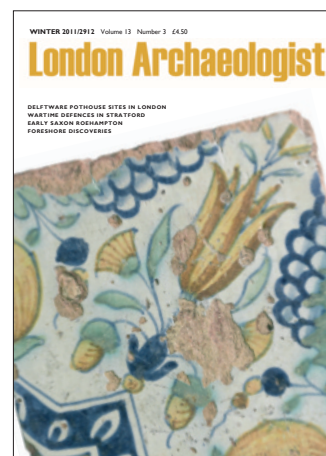 WINTER 2011/2912 Volume 13 Number 3 £4.50
London Archaeologist
DELFTWARE POTHOUSE SITES IN LONDON
WARTIME DEFENCES IN STRATFORD
EARLY SAXON ROEHAMPTON
FORESHORE DISCOVERIES